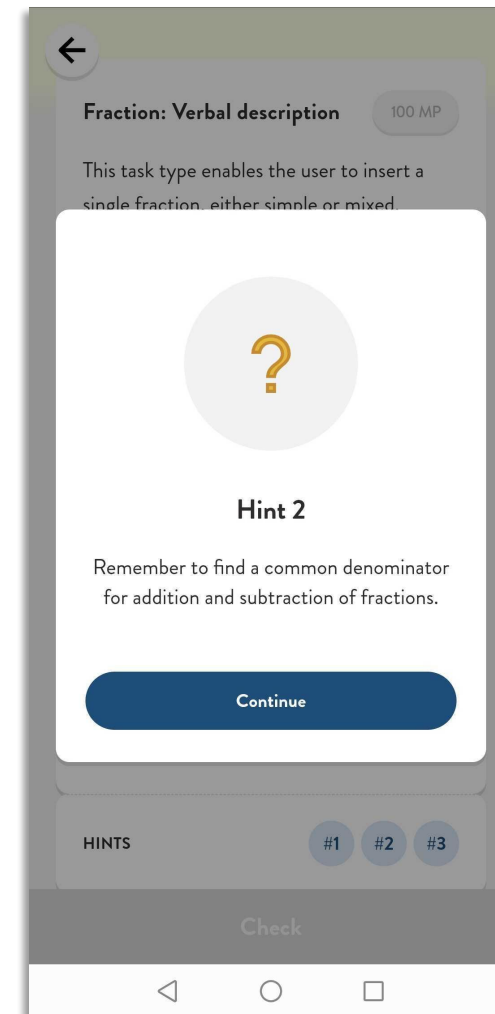 Fraction: Verbal description
100 MP
This task type enables the user to insert a
single fraction, either simple or mixed.
?
Hint 2
Remember to find a common denominator
for addition and subtraction of fractions.
Continue
HINTS
#1 #2 #3
Check